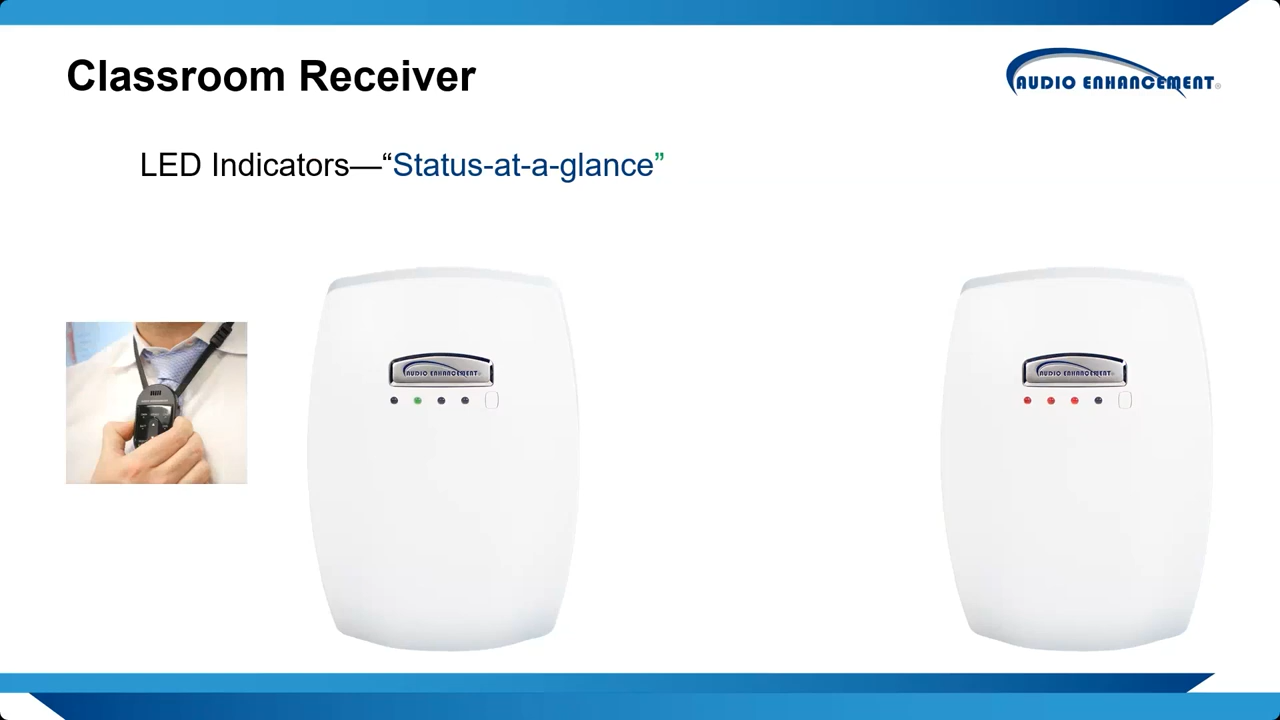 Classroom Receiver
AUDIO ENHANCEMENT®
LED Indicators—“Status-at-a-glance”
AUDIO ENHANCEMENT
AUDIO ENHANCEMENT